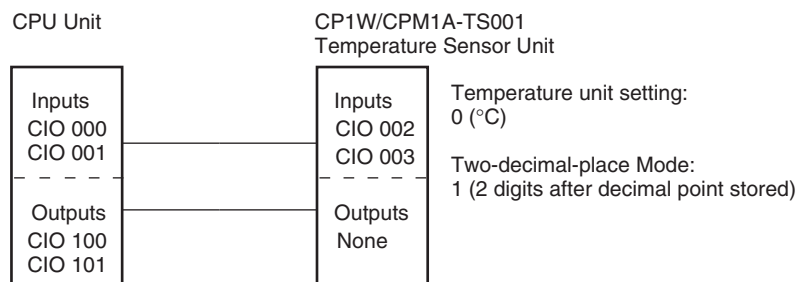 CPU Unit
CP1W/CPM1A-TS001
Temperature Sensor Unit
Inputs
CIO 000
CIO 001
Outputs
CIO 100
CIO 101
Inputs
CIO 002
CIO 003
Outputs
None
Temperature unit setting:
0 (°C)
Two-decimal-place Mode:
1 (2 digits after decimal point stored)